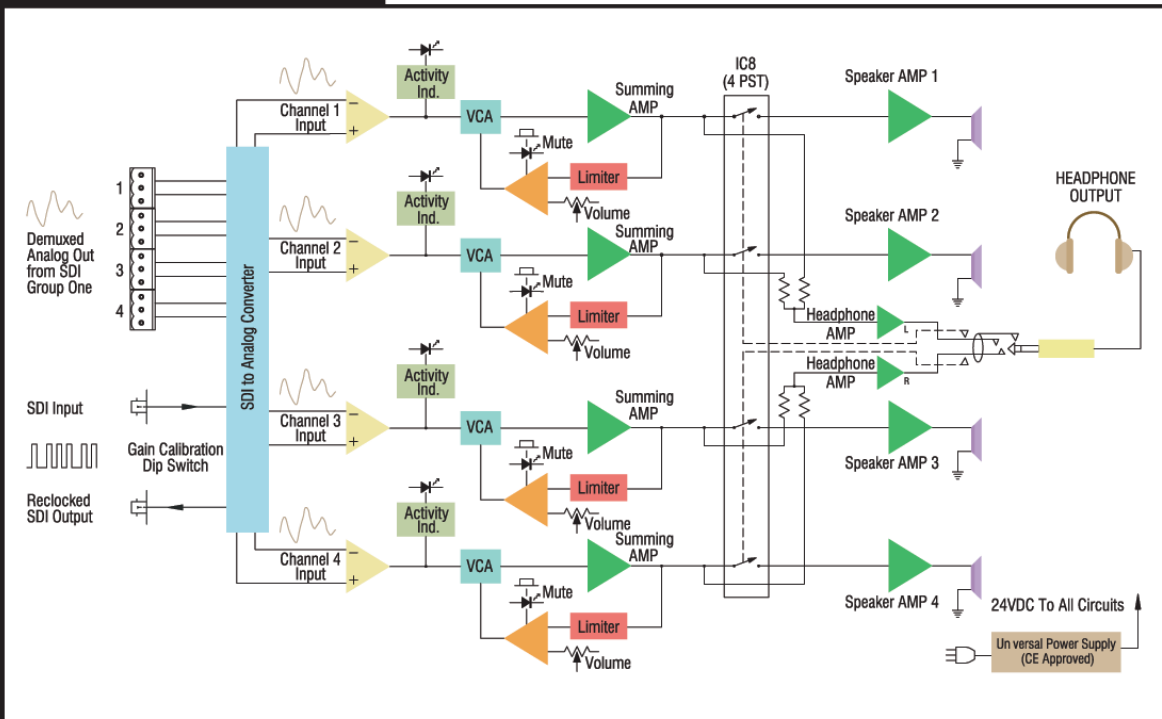 IC8
(4 PST)
Speaker AMP 1
Activity
Ind.
Summing
AMP
Channel 1
Input
−
+
VCA
Mute
Limiter
Volume
HEADPHONE
OUTPUT
1
2
3
4
Demuxed
Analog Out
from SDI
Group One
SDI to Analog Converter
Activity
Ind.
Summing
AMP
Speaker AMP 2
Channel 2
Input
−
+
VCA
Mute
Limiter
Volume
Headphone
AMP
L
Headphone
AMP
R
Activity
Ind.
Summing
AMP
SDI Input
Channel 3
Input
−
+
VCA
Mute
Limiter
Volume
Speaker AMP 3
Gain Calibration
Dip Switch
Reclocked
SDI Output
Activity
Ind.
Summing
AMP
Channel 4
Input
−
+
VCA
Mute
Limiter
Volume
Speaker AMP 4
24VDC To All Circuits
Un versal Power Supply
(CE Approved)